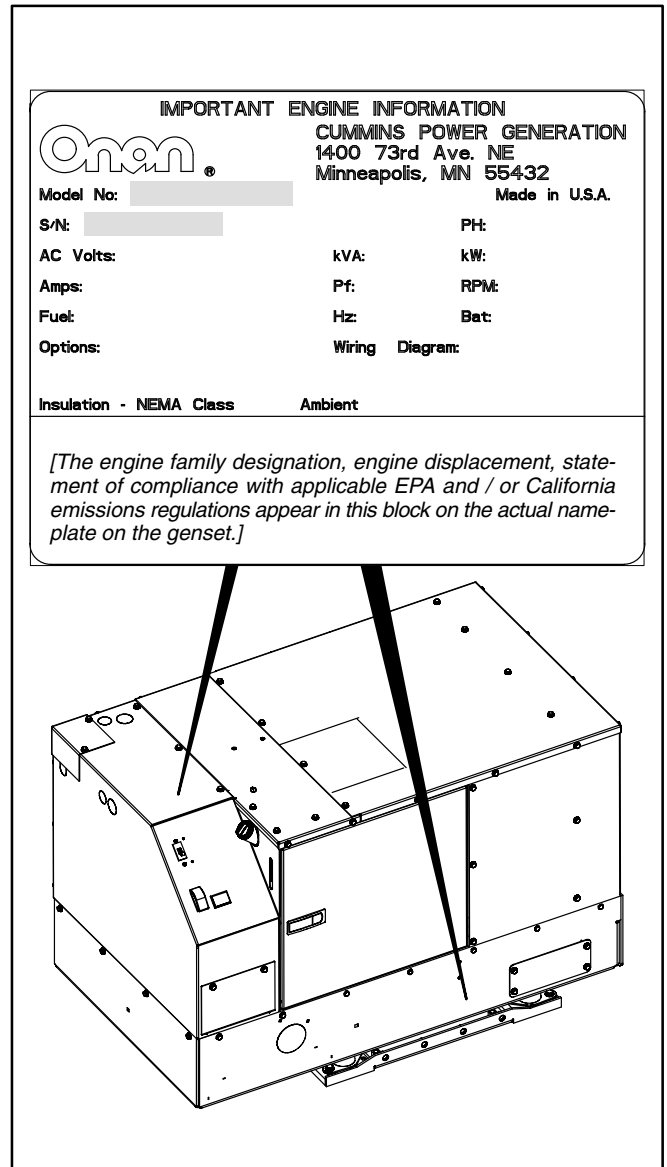 IMPORTANT ENGINE INFORMATION
Onan ®
CUMMINS POWER GENERATION
1400 73rd Ave. NE
Minneapolis, MN 55432
Model No:
Made in U.S.A.
S/N:
PH:
AC Volts:
kVA:
kW:
Amps:
Pf:
RPM:
Fuel:
Hz:
Bat:
Options:
Wiring Diagram:
Insulation - NEMA Class
Ambient
[The engine family designation, engine displacement, state-
ment of compliance with applicable EPA and / or California
emissions regulations appear in this block on the actual name-
plate on the genset.]